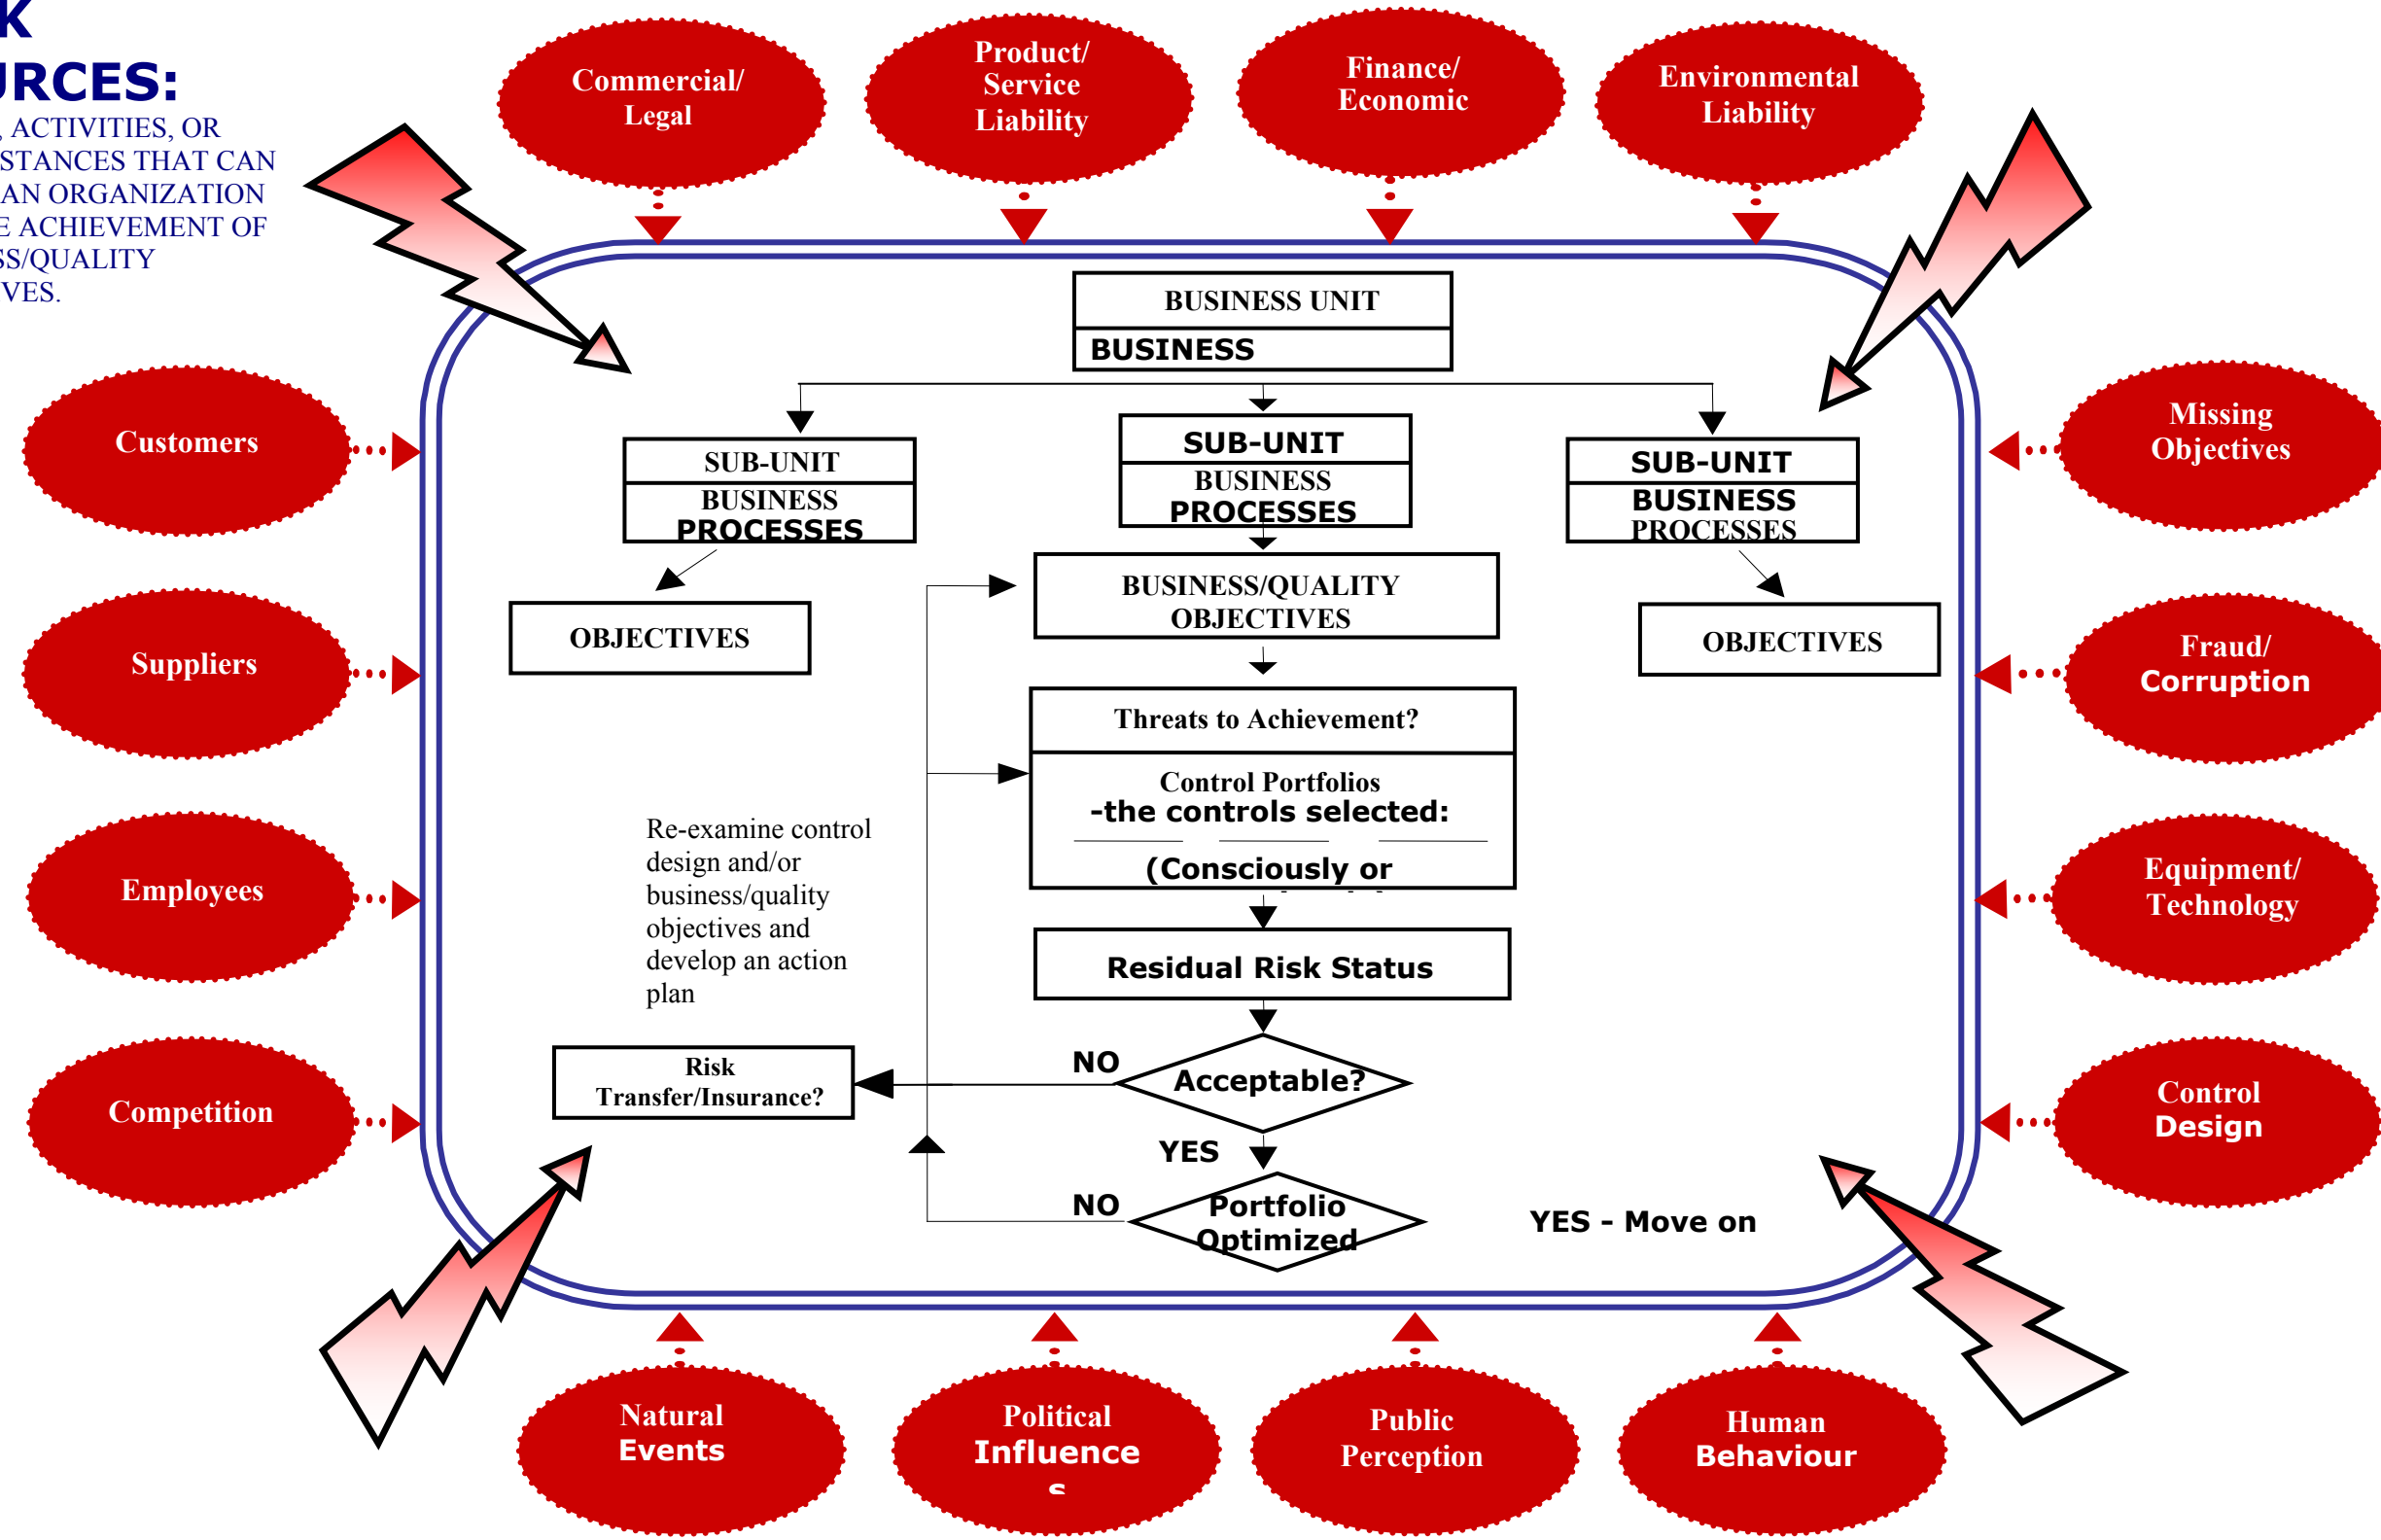 K
URCES:
, ACTIVITIES, OR
STANCES THAT CAN
AN ORGANIZATION
E ACHIEVEMENT OF
SS/QUALITY
VES.
Commercial/
Legal
Product/
Service
Liability
Finance/
Economic
Environmental
Liability
BUSINESS UNIT
BUSINESS
Customers
Suppliers
Employees
Competition
SUB-UNIT
BUSINESS
PROCESSES
OBJECTIVES
SUB-UNIT
BUSINESS
PROCESSES
BUSINESS/QUALITY
OBJECTIVES
Threats to Achievement?
Control Portfolios
-the controls selected:
(Consciously or
Residual Risk Status
Acceptable?
NO
YES
Portfolio
Optimized
NO
YES - Move on
Re-examine control
design and/or
business/quality
objectives and
develop an action
plan
Risk
Transfer/Insurance?
SUB-UNIT
BUSINESS
PROCESSES
OBJECTIVES
Missing
Objectives
Fraud/
Corruption
Equipment/
Technology
Control
Design
Natural
Events
Political
Influence
s
Public
Perception
Human
Behaviour